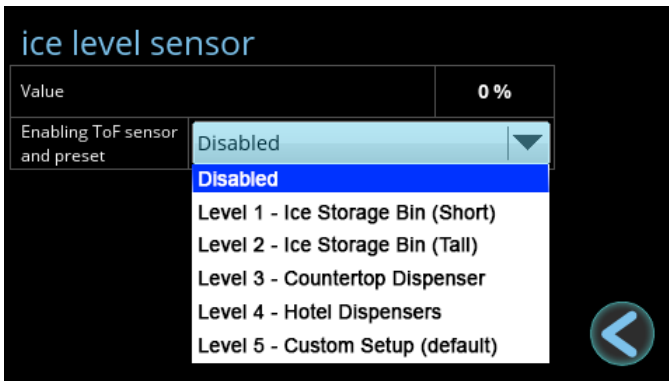 ice level sensor
Value
0 %
Enabling ToF sensor
and preset
Disabled
Disabled
Level 1 - Ice Storage Bin (Short)
Level 2 - Ice Storage Bin (Tall)
Level 3 - Countertop Dispenser
Level 4 - Hotel Dispensers
Level 5 - Custom Setup (default)